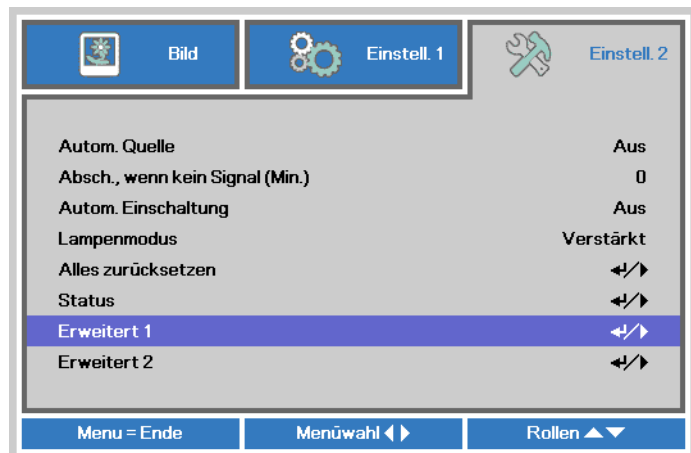 Bild
Einstell. 1
Einstell. 2
Autom. Quelle Aus
Absch., wenn kein Signal (Min.) 0
Autom. Einschaltung Aus
Lampenmodus Verstärkt
Alles zurücksetzen
Status
Erweitert 1
Erweitert 2
Menu = Ende Menüwahl Rollen